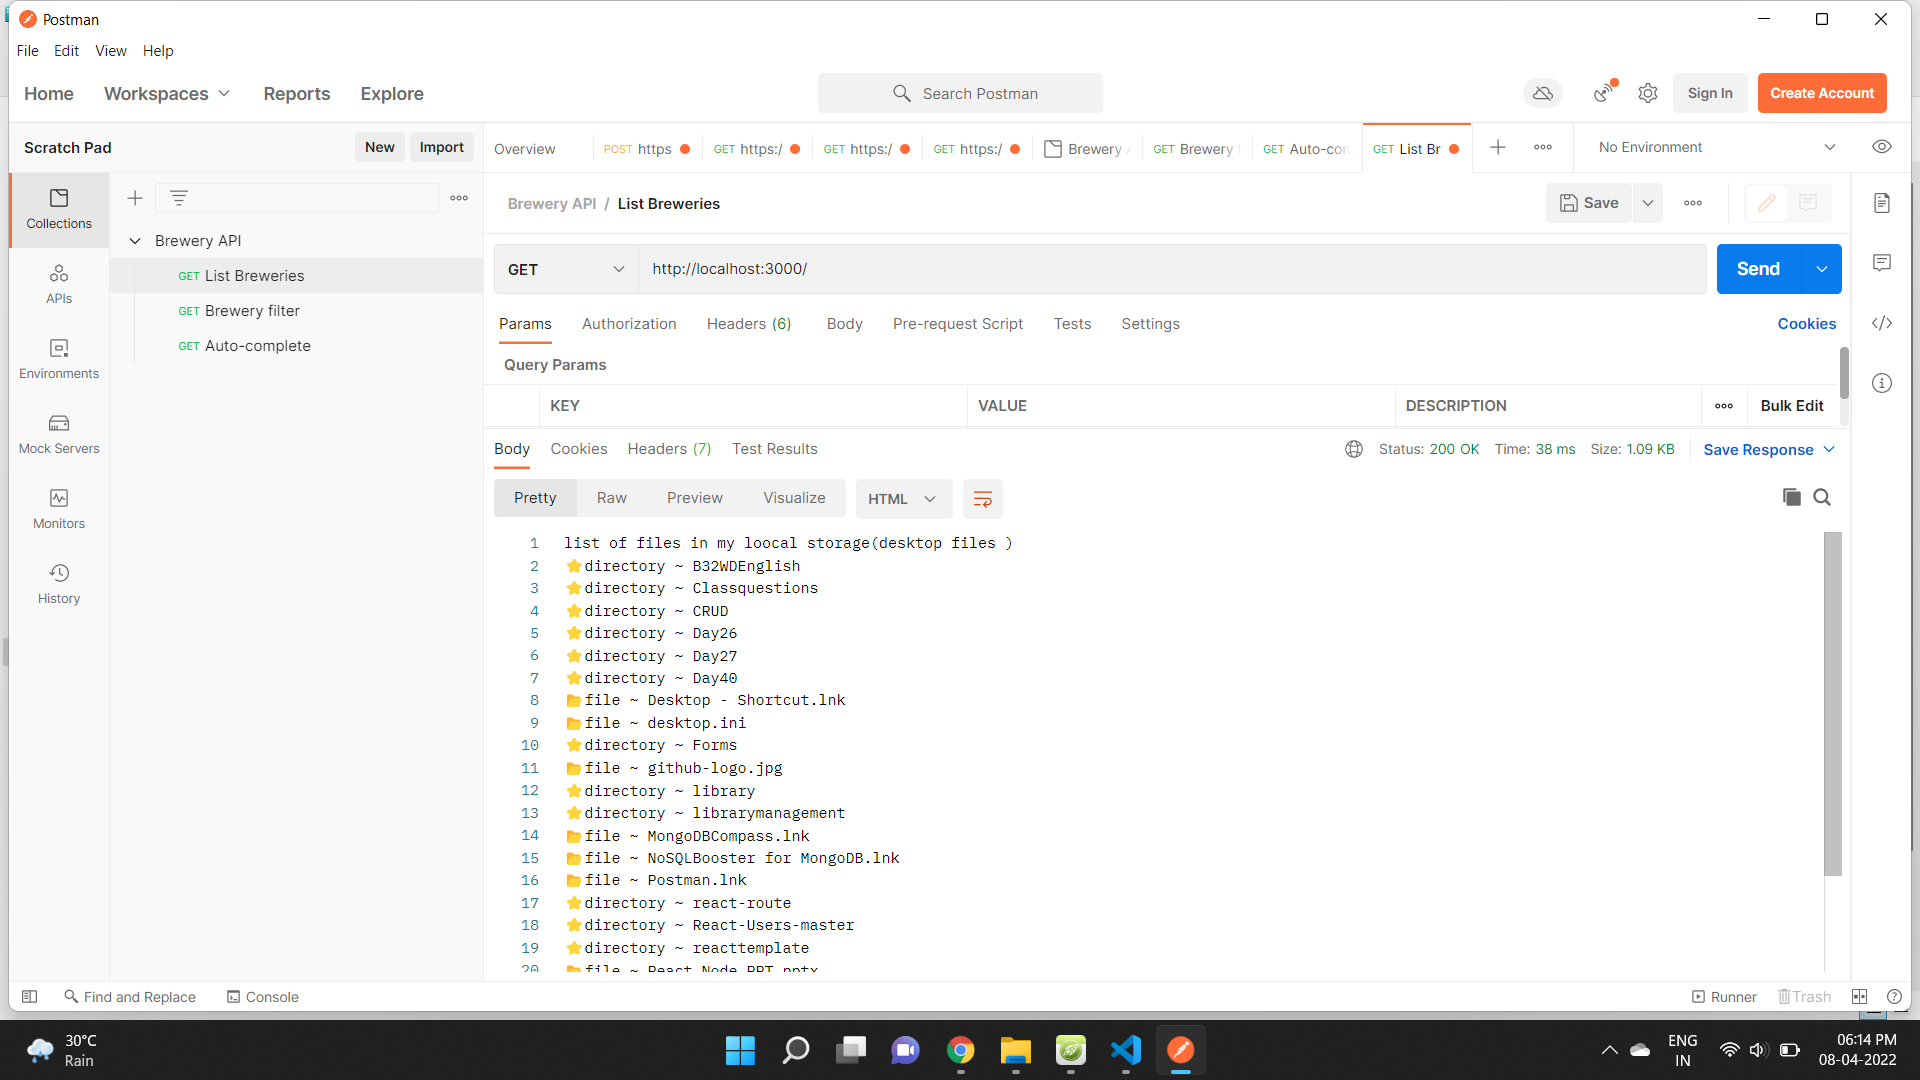 Postman
File Edit View Help
Home Workspaces Reports Explore Search Postman Sign In Create Account
Scratch Pad New Import Overview POST https GET https:/ GET https:/ GET https:/ Brewery GET Brewery GET Auto-con GET List Br No Environment
Brewery API / List Breweries Save
Collections
Brewery API
GET List Breweries
GET Brewery filter
GET Auto-complete
APIs
Environments
Mock Servers
Monitors
History
GET http://localhost:3000/ Send
Params Authorization Headers (6) Body Pre-request Script Tests Settings Cookies
Query Params
KEY VALUE DESCRIPTION Bulk Edit
Body Cookies Headers (7) Test Results Status: 200 OK Time: 38 ms Size: 1.09 KB Save Response
Pretty Raw Preview Visualize HTML
1 list of files in my loocal storage(desktop files )
2 ⭐directory ~ B32WDEnglish
3 ⭐directory ~ Classquestions
4 ⭐directory ~ CRUD
5 ⭐directory ~ Day26
6 ⭐directory ~ Day27
7 ⭐directory ~ Day40
8 📂file ~ Desktop - Shortcut.lnk
9 📂file ~ desktop.ini
10 ⭐directory ~ Forms
11 📂file ~ github-logo.jpg
12 ⭐directory ~ library
13 ⭐directory ~ librarymanagement
14 📂file ~ MongoDBCompass.lnk
15 📂file ~ NoSQLBooster for MongoDB.lnk
16 📂file ~ Postman.lnk
17 ⭐directory ~ react-route
18 ⭐directory ~ React-Users-master
19 ⭐directory ~ reacttemplate
20 📂file ~ React Node PPT.pptx
Find and Replace Console Runner Trash
30°C
Rain
ENG
IN
06:14 PM
08-04-2022